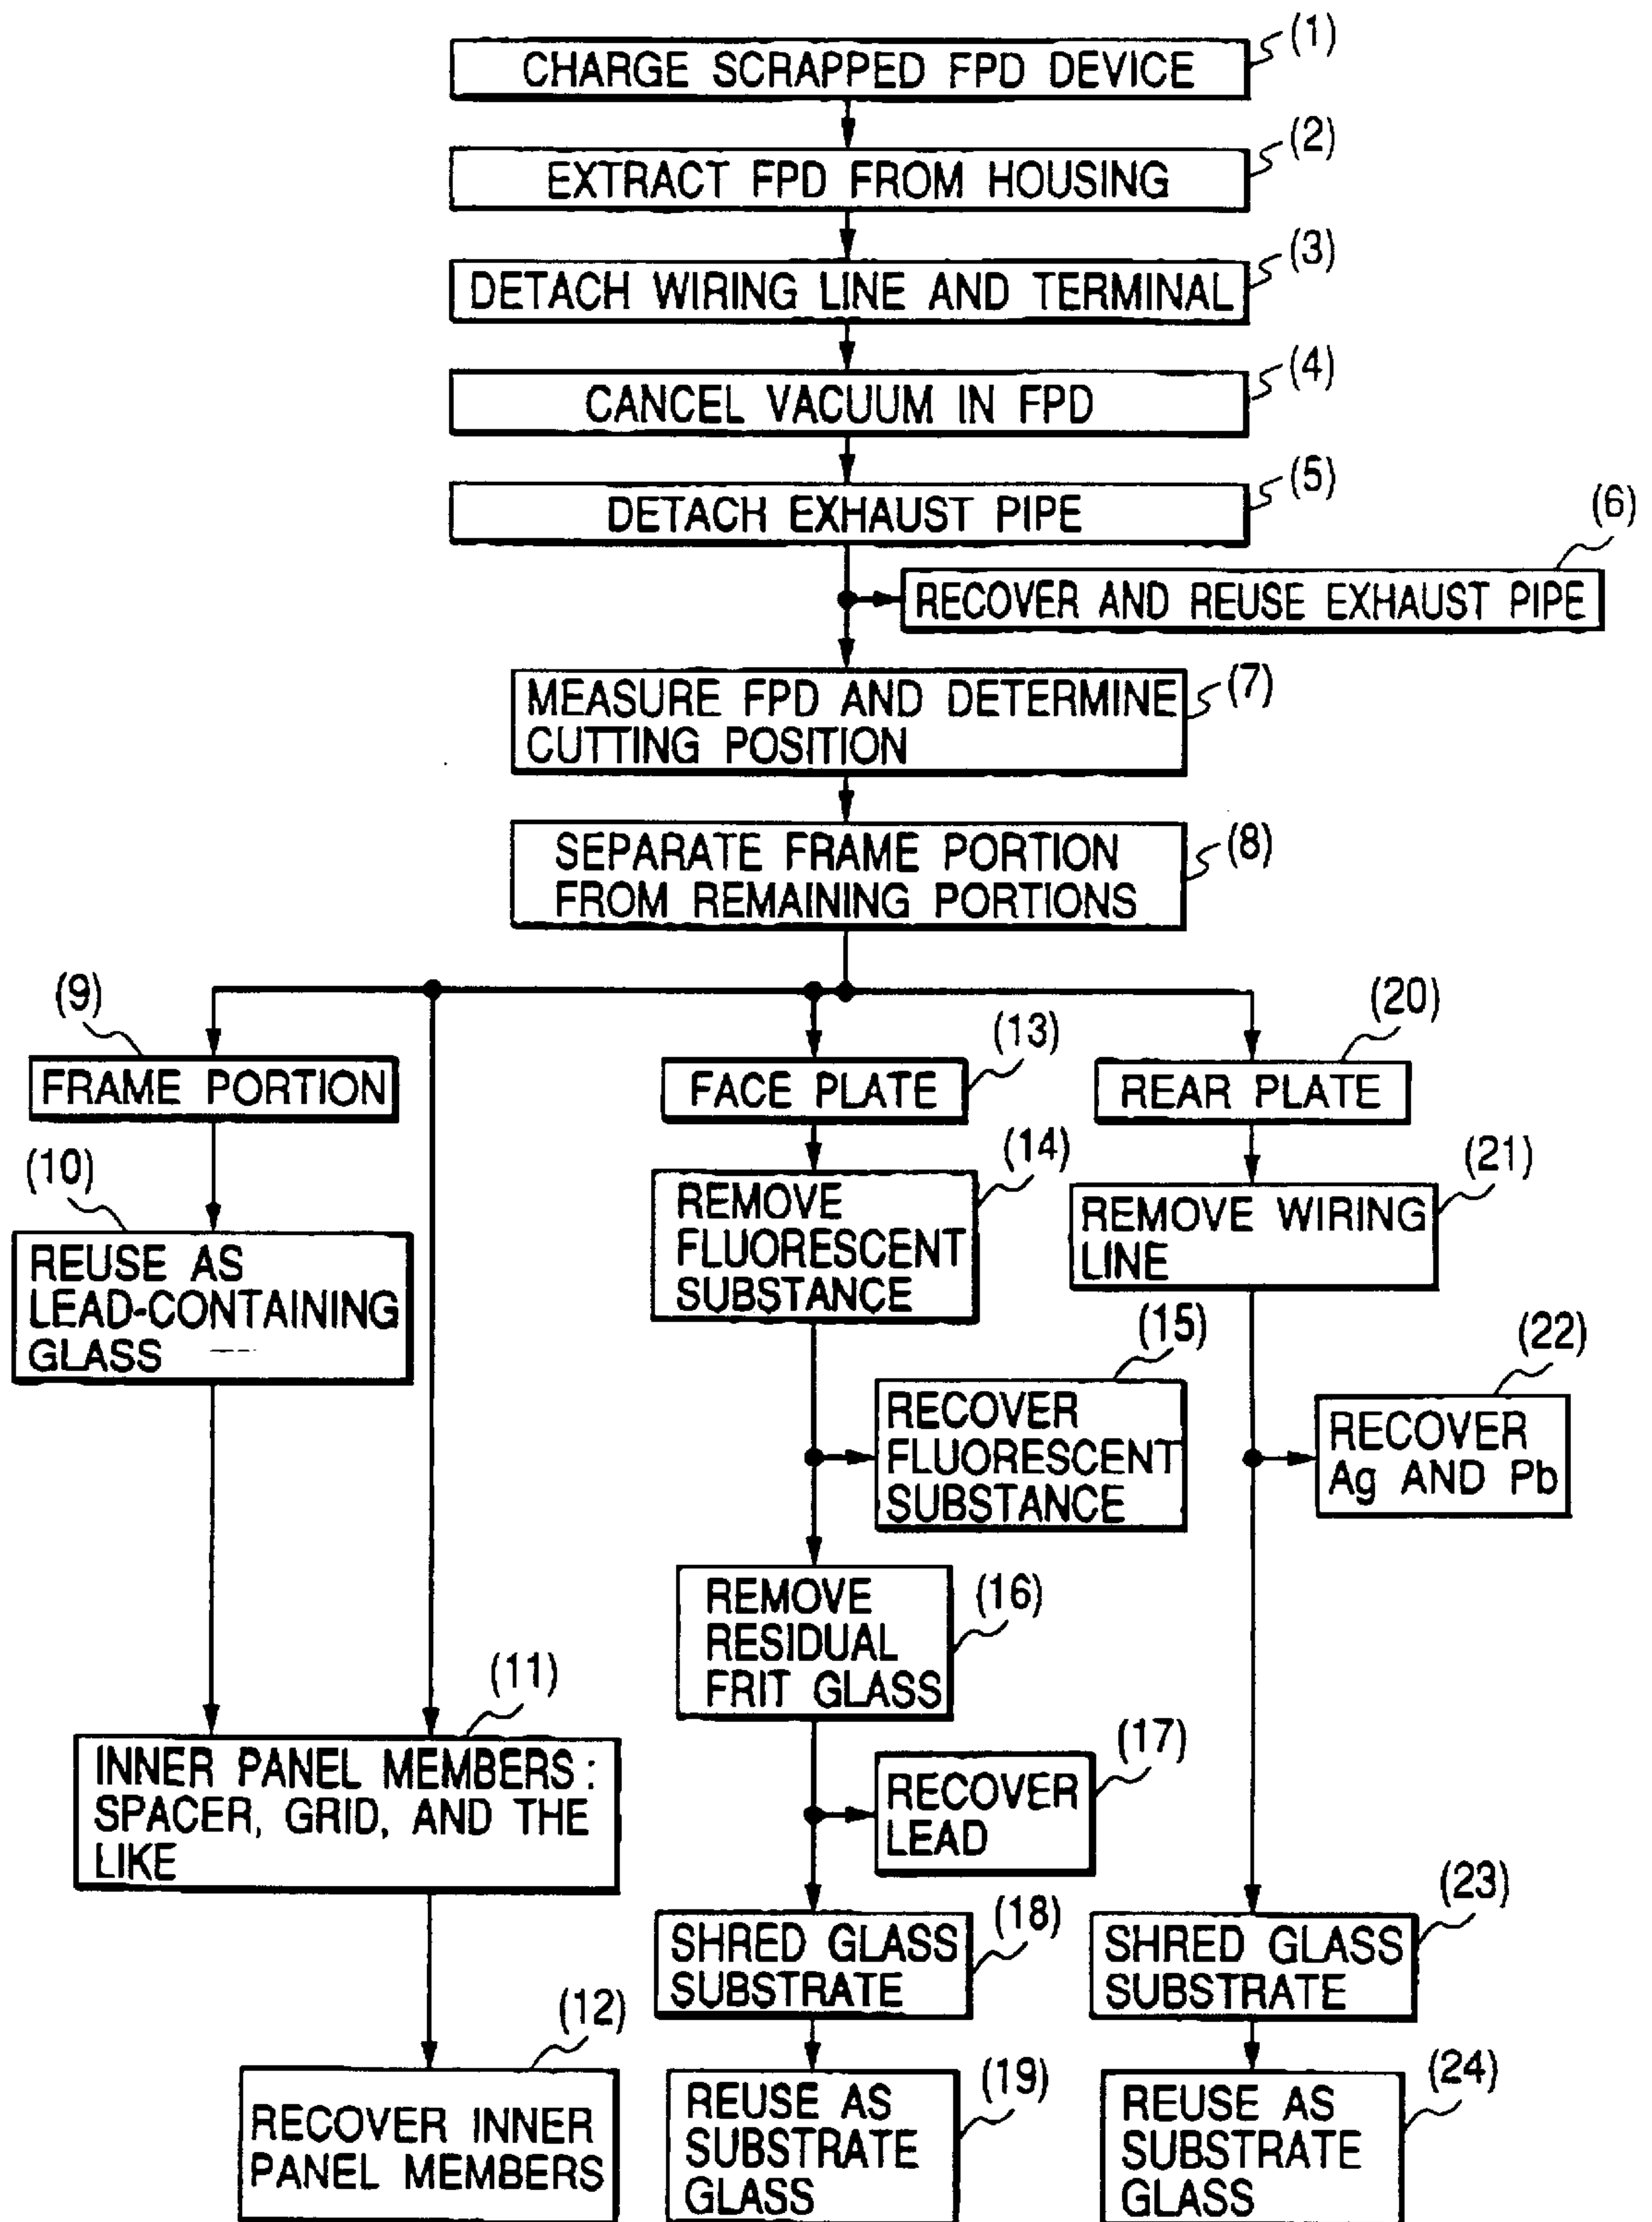 (1)
CHARGE SCRAPPED FPD DEVICE
(2)
EXTRACT FPD FROM HOUSING
(3)
DETACH WIRING LINE AND TERMINAL
(4)
CANCEL VACUUM IN FPD
(5)
DETACH EXHAUST PIPE
(6)
RECOVER AND REUSE EXHAUST PIPE
(7)
MEASURE FPD AND DETERMINE
CUTTING POSITION
(8)
SEPARATE FRAME PORTION
FROM REMAINING PORTIONS
(9)
FRAME PORTION
(10)
REUSE AS
LEAD-CONTAINING
GLASS
(11)
INNER PANEL MEMBERS :
SPACER, GRID, AND THE
LIKE
(12)
RECOVER INNER
PANEL MEMBERS
(13)
FACE PLATE
(14)
REMOVE
FLUORESCENT
SUBSTANCE
(15)
RECOVER
FLUORESCENT
SUBSTANCE
(16)
REMOVE
RESIDUAL
FRIT GLASS
(17)
RECOVER
LEAD
(18)
SHRED GLASS
SUBSTRATE
(19)
REUSE AS
SUBSTRATE
GLASS
(20)
REAR PLATE
(21)
REMOVE WIRING
LINE
(22)
RECOVER
Ag AND Pb
(23)
SHRED GLASS
SUBSTRATE
(24)
REUSE AS
SUBSTRATE
GLASS